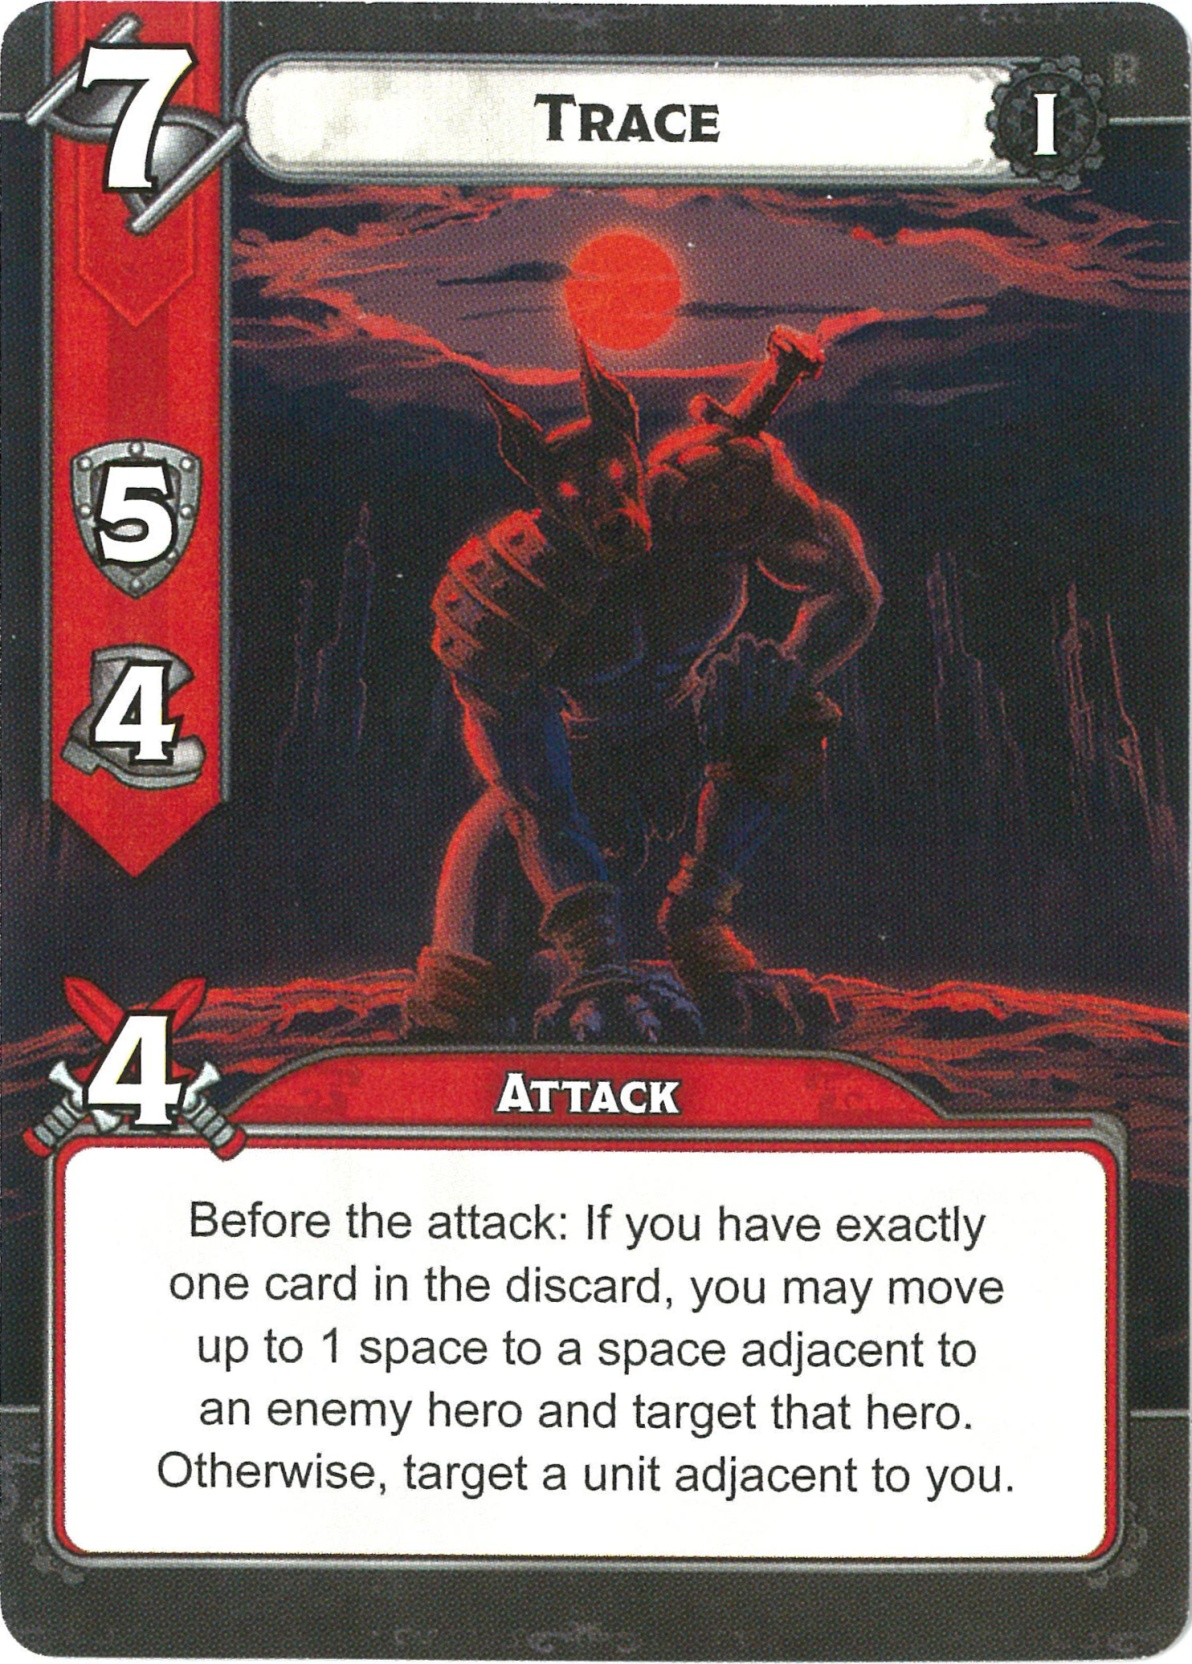 7
TRACE
I
R
5
4
4
ATTACK
Before the attack: If you have exactly
one card in the discard, you may move
up to 1 space to a space adjacent to
an enemy hero and target that hero.
Otherwise, target a unit adjacent to you.